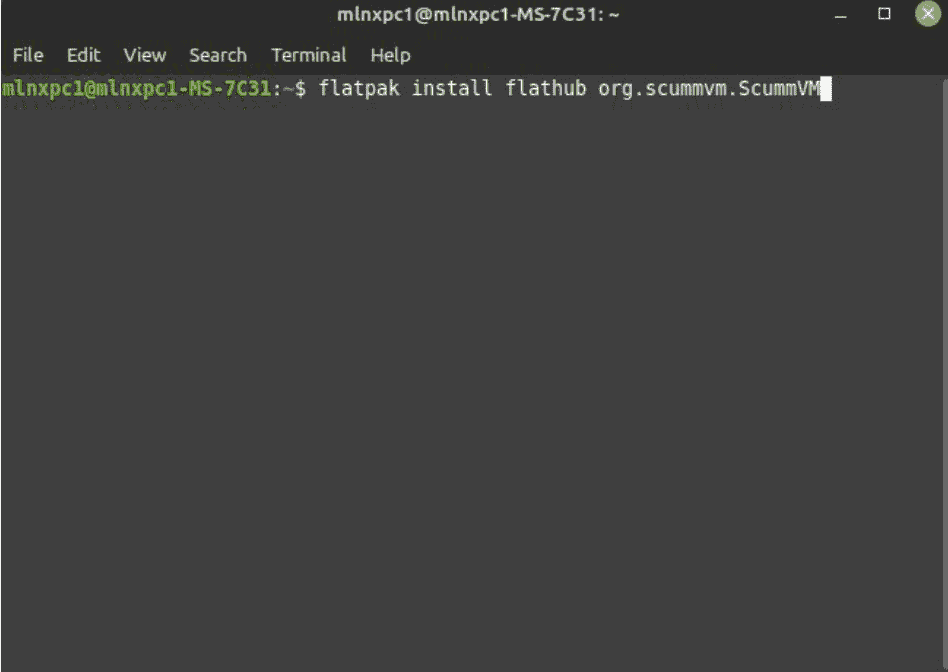 mlnxpc1@mlnxpc1-MS-7C31: ~
File Edit View Search Terminal Help
mlnxpc1@mlnxpc1-MS-7C31:~$ flatpak install flathub org.scummvm.ScummVM